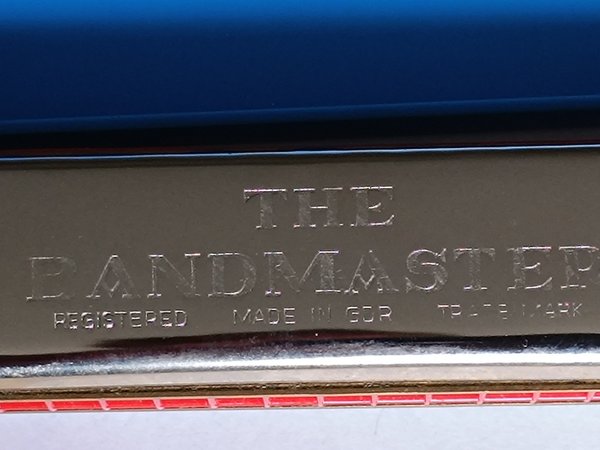 THE
BANDMASTER
REGISTERED MADE IN GDR TRADE MARK